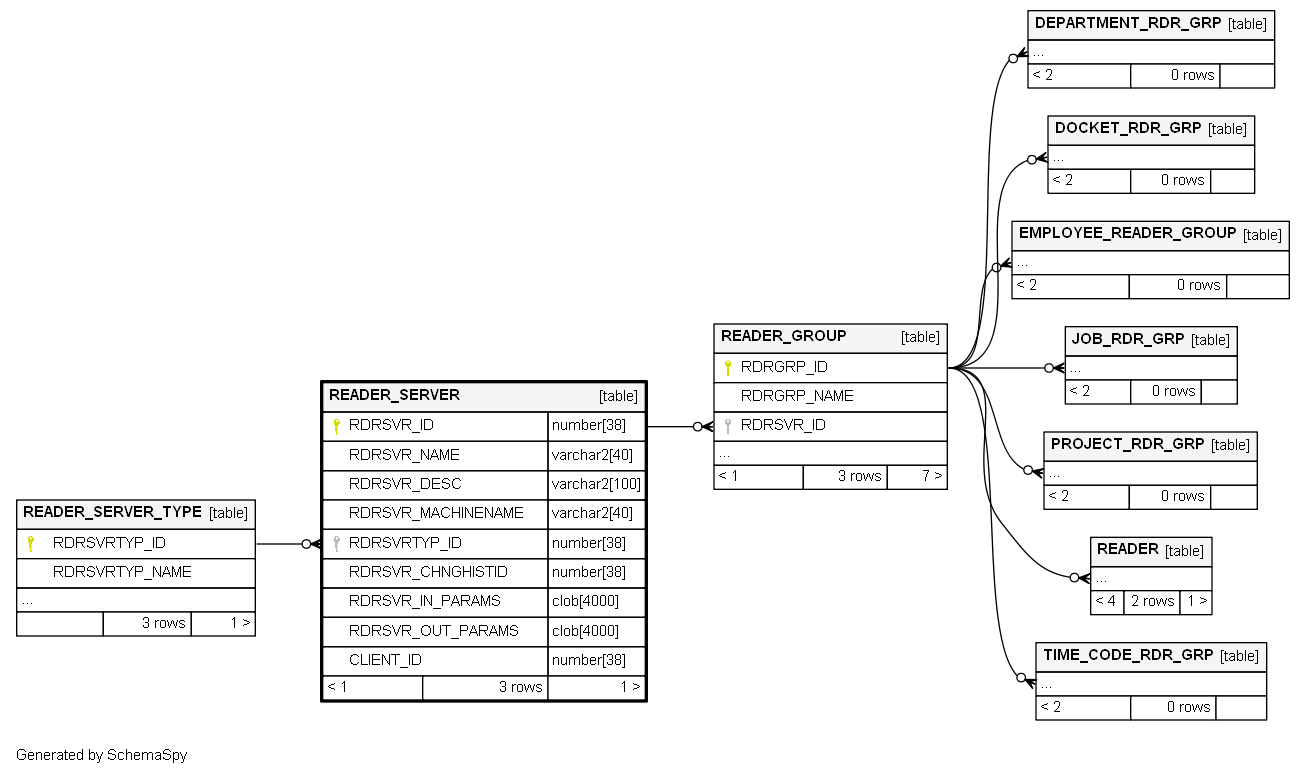 DEPARTMENT_RDR_GRP [table]
...
< 2 0 rows
DOCKET_RDR_GRP [table]
...
< 2 0 rows
EMPLOYEE_READER_GROUP [table]
...
< 2 0 rows
READER_GROUP [table]
RDRGRP_ID
RDRGRP_NAME
RDRSVR_ID
...
< 1 3 rows 7 >
JOB_RDR_GRP [table]
...
< 2 0 rows
READER_SERVER [table]
RDRSVR_ID number[38]
RDRSVR_NAME varchar2[40]
RDRSVR_DESC varchar2[100]
RDRSVR_MACHINENAME varchar2[40]
RDRSVRTYP_ID number[38]
RDRSVR_CHNGHISTID number[38]
RDRSVR_IN_PARAMS clob[4000]
RDRSVR_OUT_PARAMS clob[4000]
CLIENT_ID number[38]
< 1 3 rows 1 >
PROJECT_RDR_GRP [table]
...
< 2 0 rows
READER_SERVER_TYPE [table]
RDRSVRTYP_ID
RDRSVRTYP_NAME
...
3 rows 1 >
READER [table]
...
< 4 2 rows 1 >
TIME_CODE_RDR_GRP [table]
...
< 2 0 rows
Generated by SchemaSpy